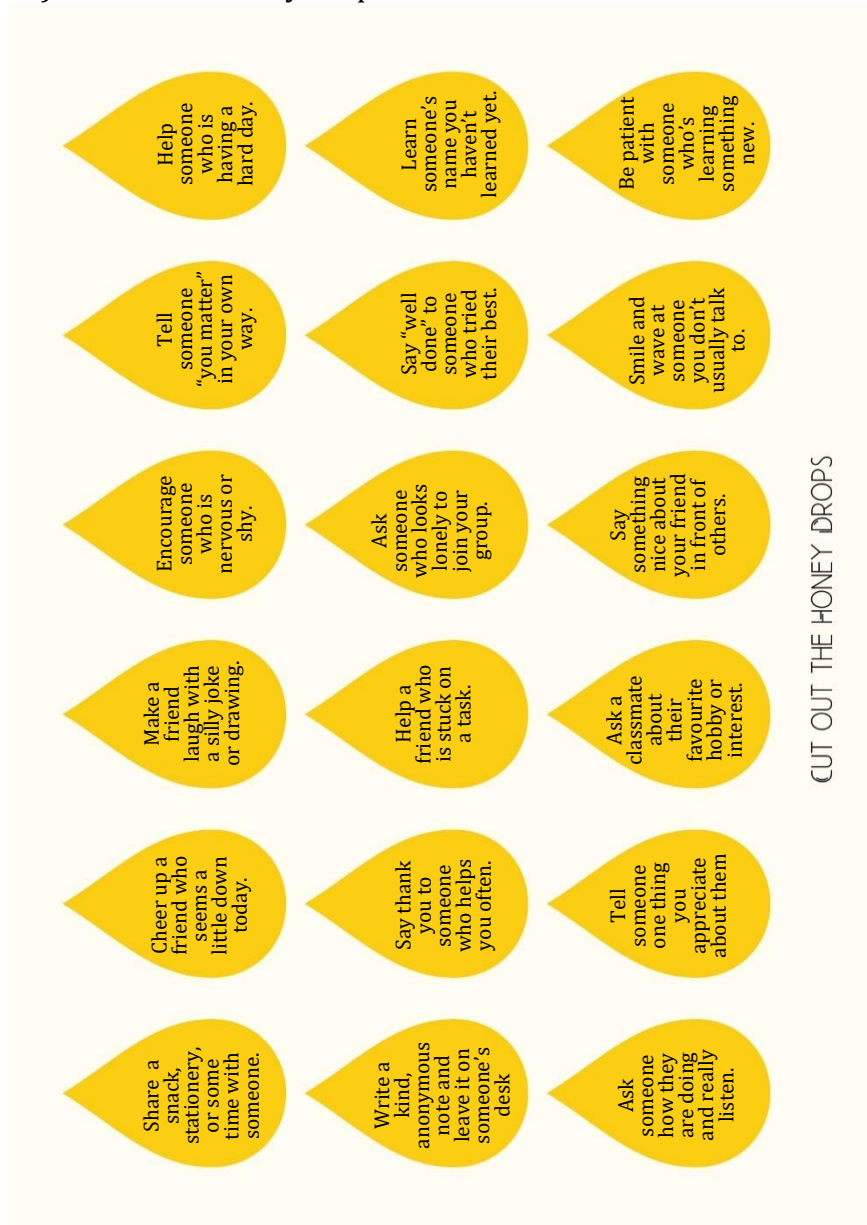 Share a
snack,
stationery,
or some
time with
someone.
Cheer up a
friend who
seems a
little down
today.
Make a
friend
laugh with
a silly joke
or drawing.
Encourage
someone
who is
nervous or
shy.
Tell
someone
“you matter”
in your own
way.
Help
someone
who is
having a
hard day.
Write a
kind,
anonymous
note and
leave it on
someone’s
desk
Say thank
you to
someone
who helps
you often.
Help a
friend who
is stuck on
a task.
Ask
someone
who looks
lonely to
join your
group.
Say “well
done” to
someone
who tried
their best.
Learn
someone’s
name you
haven’t
learned yet.
Ask
someone
how they
are doing
and really
listen.
Tell
someone
one thing
you
appreciate
about them
Ask a
classmate
about
their
favourite
hobby or
interest.
Say
something
nice about
your friend
in front of
others.
Smile and
wave at
someone
you don’t
usually talk
to.
Be patient
with
someone
who’s
learning
something
new.
CUT OUT THE HONEY DROPS